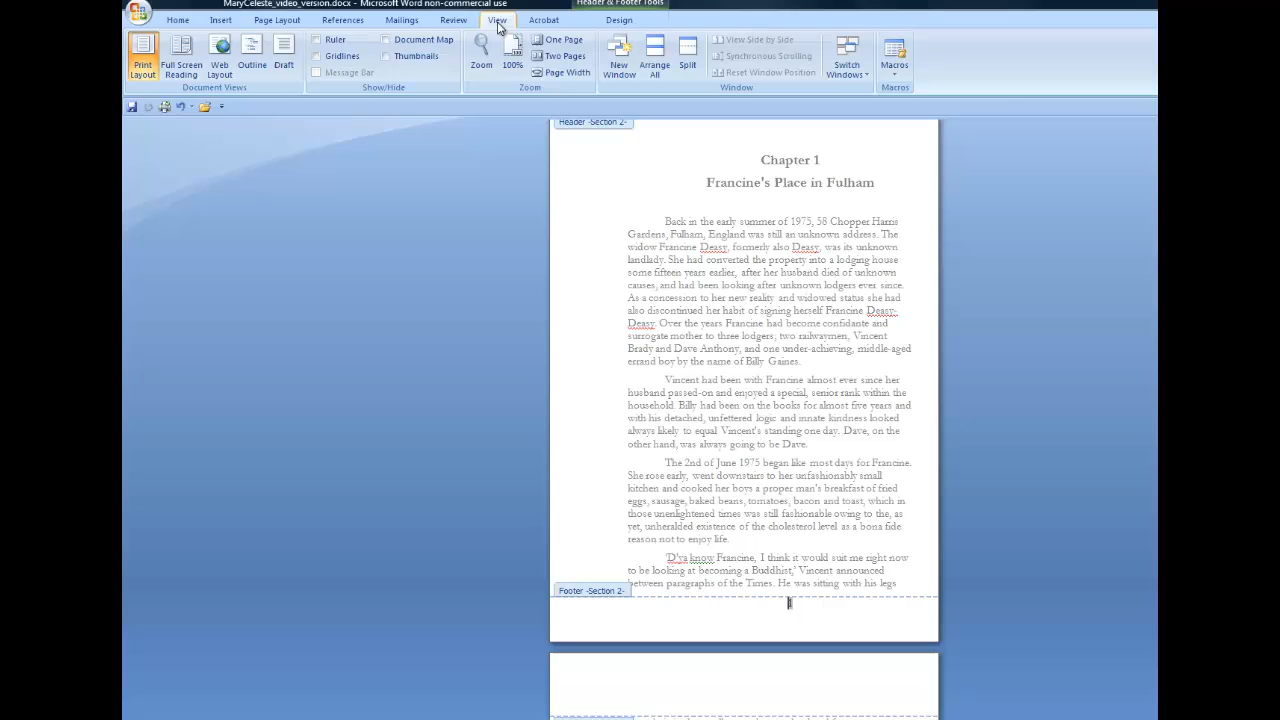 MaryCeleste_video_version.docx - Microsoft Word non-commercial use
Header & Footer Tools
Home Insert Page Layout References Mailings Review View Acrobat Design
Print Layout
Full Screen Reading
Web Layout
Outline
Draft
Document Views
Ruler
Gridlines
Message Bar
Document Map
Thumbnails
Show/Hide
Zoom
100%
One Page
Two Pages
Page Width
Zoom
New Window
Arrange All
Split
View Side by Side
Synchronous Scrolling
Reset Window Position
Switch Windows
Window
Macros
Macros
Header -Section 2-
Chapter 1
Francine's Place in Fulham
Back in the early summer of 1975, 58 Chopper Harris
Gardens, Fulham, England was still an unknown address. The
widow Francine Deasy, formerly also Deasy, was its unknown
landlady. She had converted the property into a lodging house
some fifteen years earlier, after her husband died of unknown
causes, and had been looking after unknown lodgers ever since.
As a concession to her new reality and widowed status she had
also discontinued her habit of signing herself Francine Deasy-
Deasy. Over the years Francine had become confidante and
surrogate mother to three lodgers; two railwaymen, Vincent
Brady and Dave Anthony, and one under-achieving, middle-aged
errand boy by the name of Billy Gaines.
Vincent had been with Francine almost ever since her
husband passed-on and enjoyed a special, senior rank within the
household. Billy had been on the books for almost five years and
with his detached, unfettered logic and innate kindness looked
always likely to equal Vincent's standing one day. Dave, on the
other hand, was always going to be Dave.
The 2nd of June 1975 began like most days for Francine.
She rose early, went downstairs to her unfashionably small
kitchen and cooked her boys a proper man's breakfast of fried
eggs, sausage, baked beans, tomatoes, bacon and toast, which in
those unenlightened times was still fashionable owing to the, as
yet, unheralded existence of the cholesterol level as a bona fide
reason not to enjoy life.
'D'ya know Francine, I think it would suit me right now
to be looking at becoming a Buddhist,' Vincent announced
between paragraphs of the Times. He was sitting with his legs
Footer -Section 2-